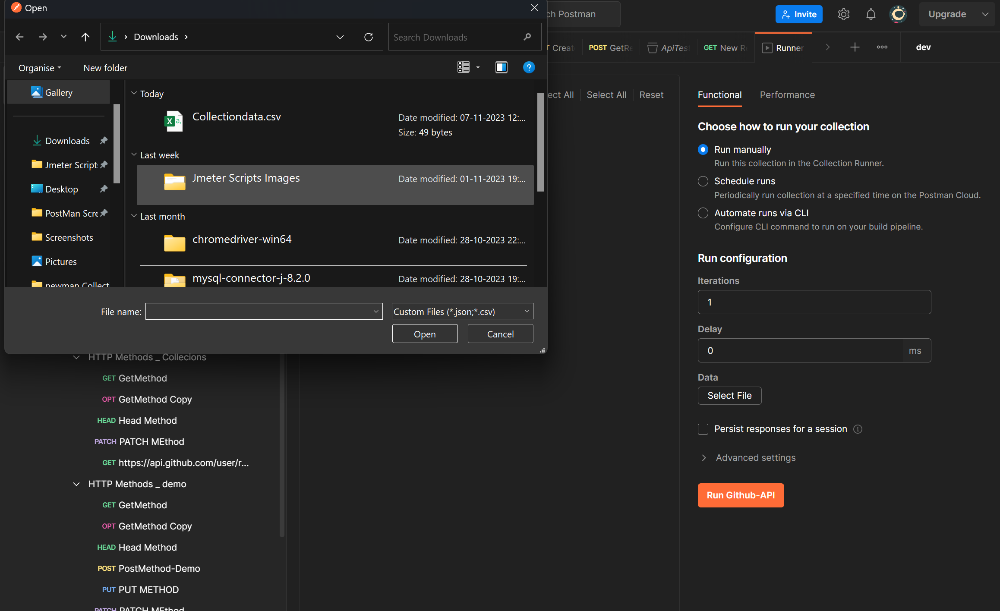 Open
Downloads
Search Downloads
Organise
New folder
Gallery
Downloads
Jmeter Script
Desktop
PostMan Scre
Screenshots
Pictures
newman Collect
Today
Collectiondata.csv
Date modified: 07-11-2023 12:...
Size: 49 bytes
Last week
Jmeter Scripts Images
Date modified: 01-11-2023 19:...
Last month
chromedriver-win64
Date modified: 28-10-2023 22:...
mysql-connector-j-8.2.0
Date modified: 28-10-2023 19:...
File name:
Custom Files (*.json;*.csv)
Open
Cancel
HTTP Methods _ Collecions
GET GetMethod
OPT GetMethod Copy
HEAD Head Method
PATCH PATCH MEthod
GET https://api.github.com/user/r...
HTTP Methods _ demo
GET GetMethod
OPT GetMethod Copy
HEAD Head Method
POST PostMethod-Demo
PUT PUT METHOD
PATCH PATCH MEthod
ch Postman
Invite
Upgrade
T Creat
POST GetRe
ApiTes
GET New Re
Runner
dev
ect All
Select All
Reset
Functional
Performance
Choose how to run your collection
Run manually
Run this collection in the Collection Runner.
Schedule runs
Periodically run collection at a specified time on the Postman Cloud.
Automate runs via CLI
Configure CLI command to run on your build pipeline.
Run configuration
Iterations
1
Delay
0 ms
Data
Select File
Persist responses for a session
Advanced settings
Run Github-API